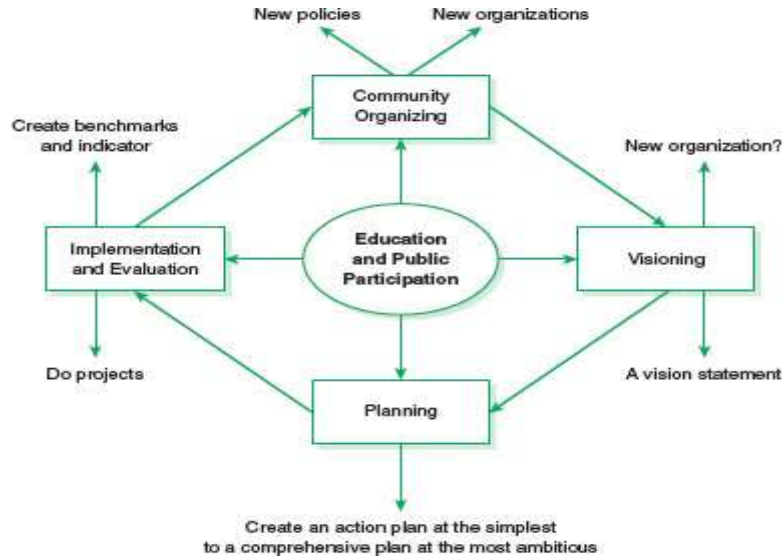 New policies
New organizations
Community
Organizing
Create benchmarks
and indicator
New organization?
Implementation
and Evaluation
Education
and Public
Participation
Visioning
Do projects
A vision statement
Planning
Create an action plan at the simplest
to a comprehensive plan at the most ambitious